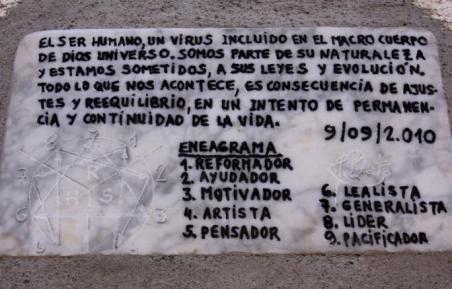 EL SER HUMANO, UN VIRUS INCLUIDO EN EL MACRO CUERPO
DE DIOS UNIVERSO. SOMOS PARTE DE SU NATURALEZA
Y ESTAMOS SOMETIDOS, A SUS LEYES Y EVOLUCIÓN.
TODO LO QUE NOS ACONTECE, ES CONSECUENCIA DE AJUS-
TES Y REEQUILIBRIO, EN UN INTENTO DE PERMANEN-
CIA Y CONTINUIDAD DE LA VIDA.
9/09/2.010
ENEAGRAMA
1. REFORMADOR
2. AYUDADOR
3. MOTIVADOR
4. ARTISTA
5. PENSADOR
6. LEALISTA
7. GENERALISTA
8. LíDER
9. PACIFICADOR